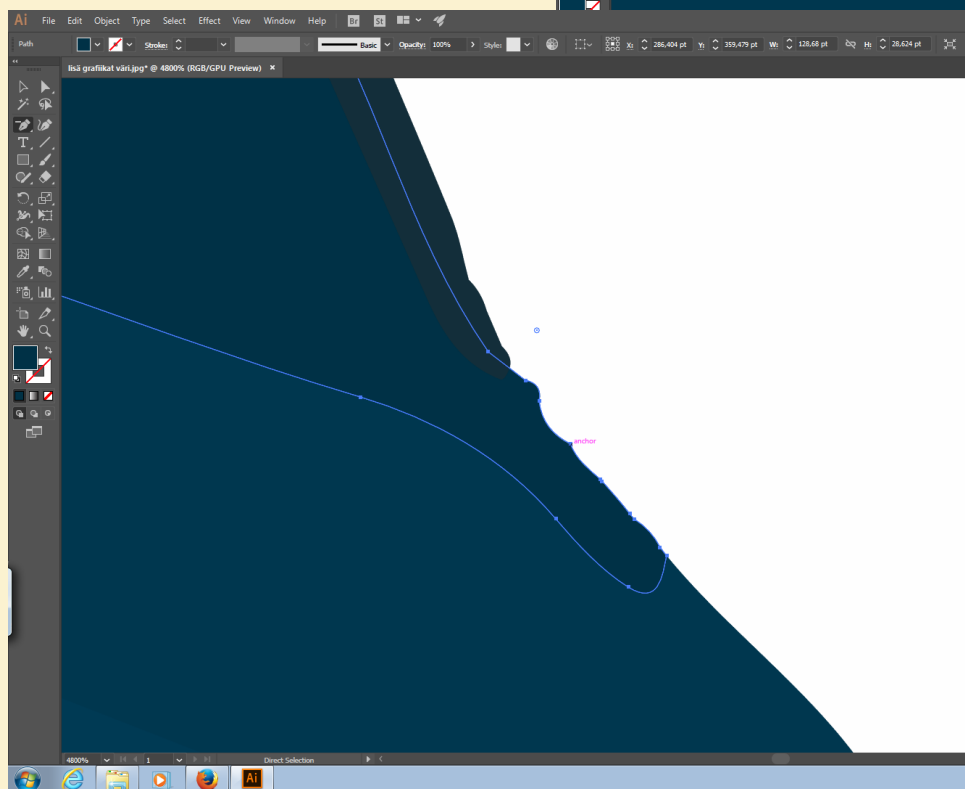 Ai File Edit Object Type Select Effect View Window Help Br St
Path Stroke: Basic Opacity: 100% Style: X: 286,404 pt Y: 359,479 pt W: 128,68 pt H: 28,624 pt
lisä grafiikat väri.jpg* @ 4800% (RGB/GPU Preview) ×
T
anchor
4800% 1 Direct Selection
Ai